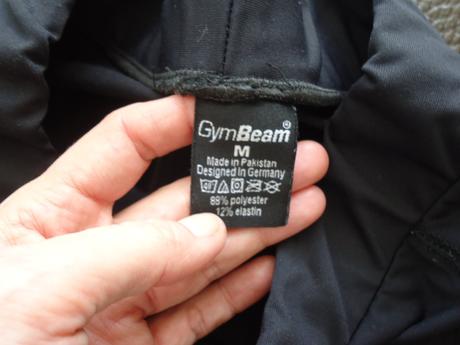 GymBeam®
M
Made in Pakistan
Designed in Germany
88% polyester
12% elastin